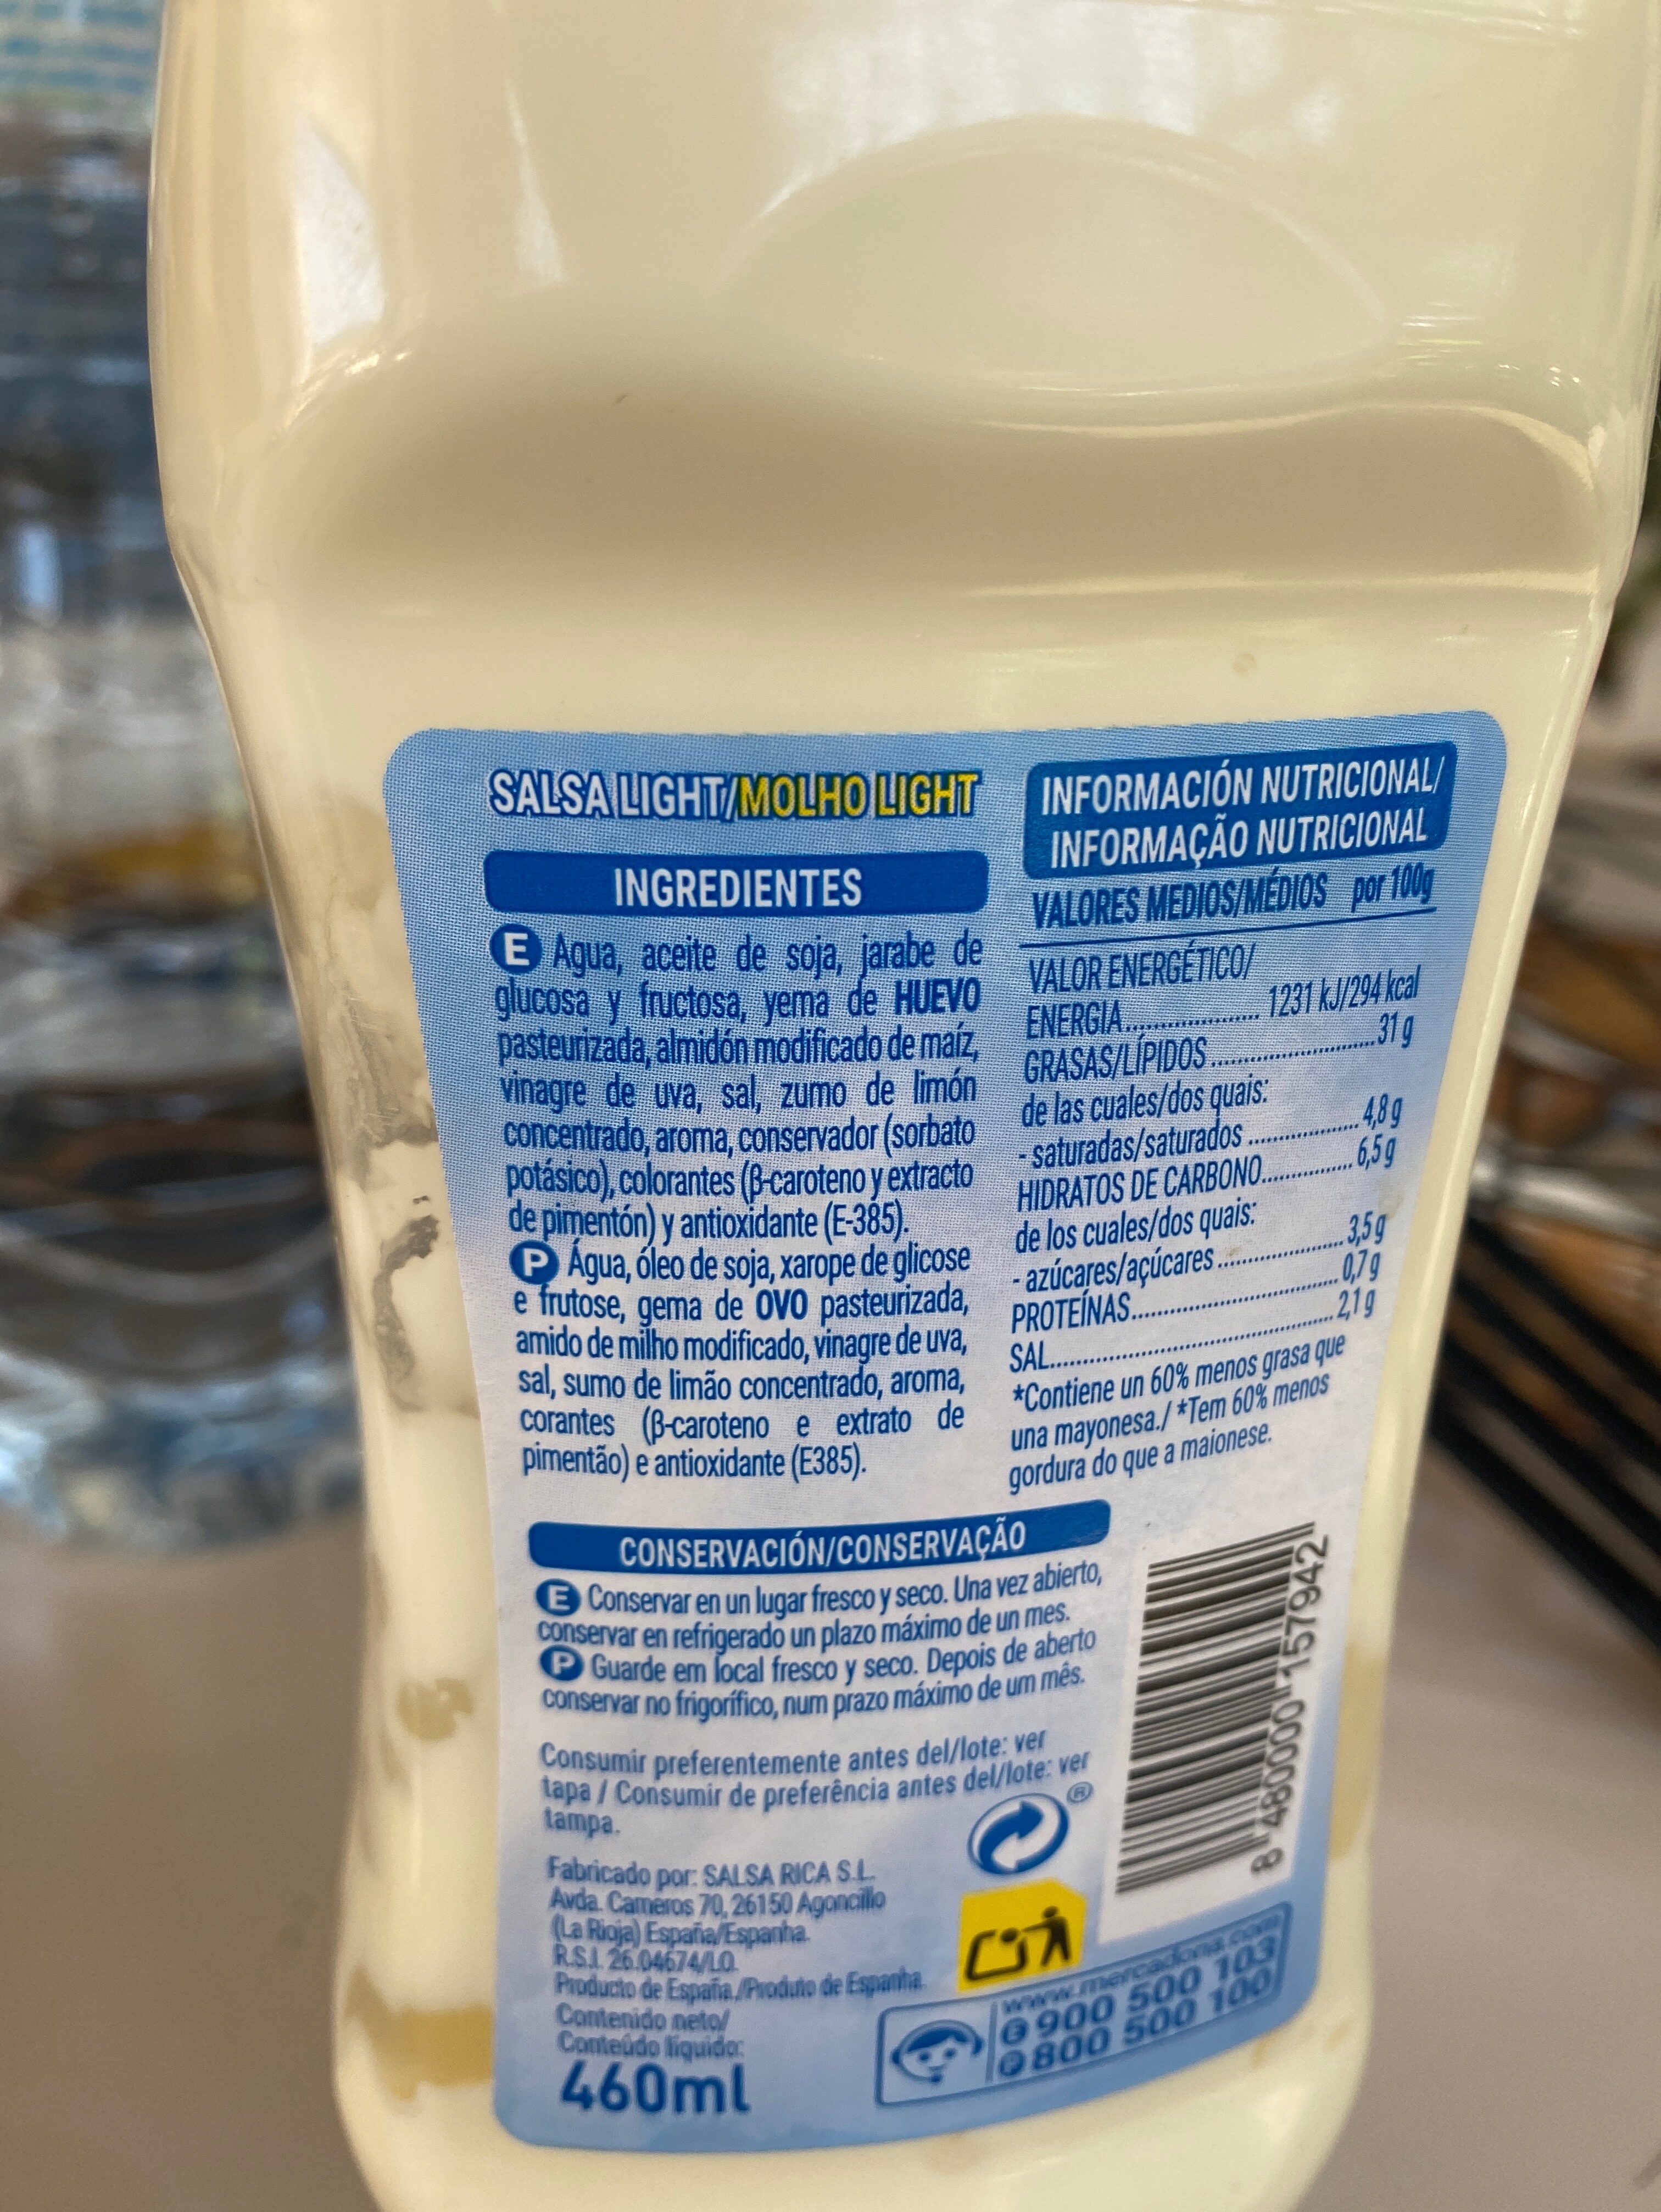 SALSA LIGHT/MOLHO LIGHT
INGREDIENTES
E Agua, aceite de soja, jarabe de
glucosa y fructosa, yema de HUEVO
pasteurizada, almidón modificado de maíz,
vinagre de uva, sal, zumo de limón
concentrado, aroma, conservador (sorbato
potásico), colorantes (β-caroteno y extracto
de pimentón) y antioxidante (E-385).
P Água, óleo de soja, xarope de glicose
e frutose, gema de OVO pasteurizada,
amido de milho modificado, vinagre de uva,
sal, sumo de limão concentrado, aroma,
corantes (β-caroteno e extrato de
pimentão) e antioxidante (E385).
INFORMACIÓN NUTRICIONAL/
INFORMAÇÃO NUTRICIONAL
VALORES MEDIOS/MÉDIOS por 100g
VALOR ENERGÉTICO/
ENERGIA.................... 1231 kJ/294 kcal
GRASAS/LÍPIDOS.........................31 g
de las cuales/dos quais:
- saturadas/saturados.................4,8 g
HIDRATOS DE CARBONO..............6,5 g
de los cuales/dos quais:
- azúcares/açúcares....................3,5 g
PROTEÍNAS................................0,7 g
SAL...........................................2,1 g
*Contiene un 60% menos grasa que
una mayonesa./ *Tem 60% menos
gordura do que a maionese.
CONSERVACIÓN/CONSERVAÇÃO
E Conservar en un lugar fresco y seco. Una vez abierto,
conservar en refrigerado un plazo máximo de un mes.
P Guarde em local fresco y seco. Depois de aberto
conservar no frigorífico, num prazo máximo de um mês.
Consumir preferentemente antes del/lote: ver
tapa / Consumir de preferência antes del/lote: ver
tampa.
®
Fabricado por: SALSA RICA S.L.
Avda. Cameros 70, 26150 Agoncillo
(La Rioja) España/Espanha.
R.S.I. 26.04674/LO.
Producto de España./Produto de Espanha.
Contenido neto/
Conteúdo líquido:
460ml
8 480000 157942
www.mercadona.com
E 900 500 103
P 800 500 100